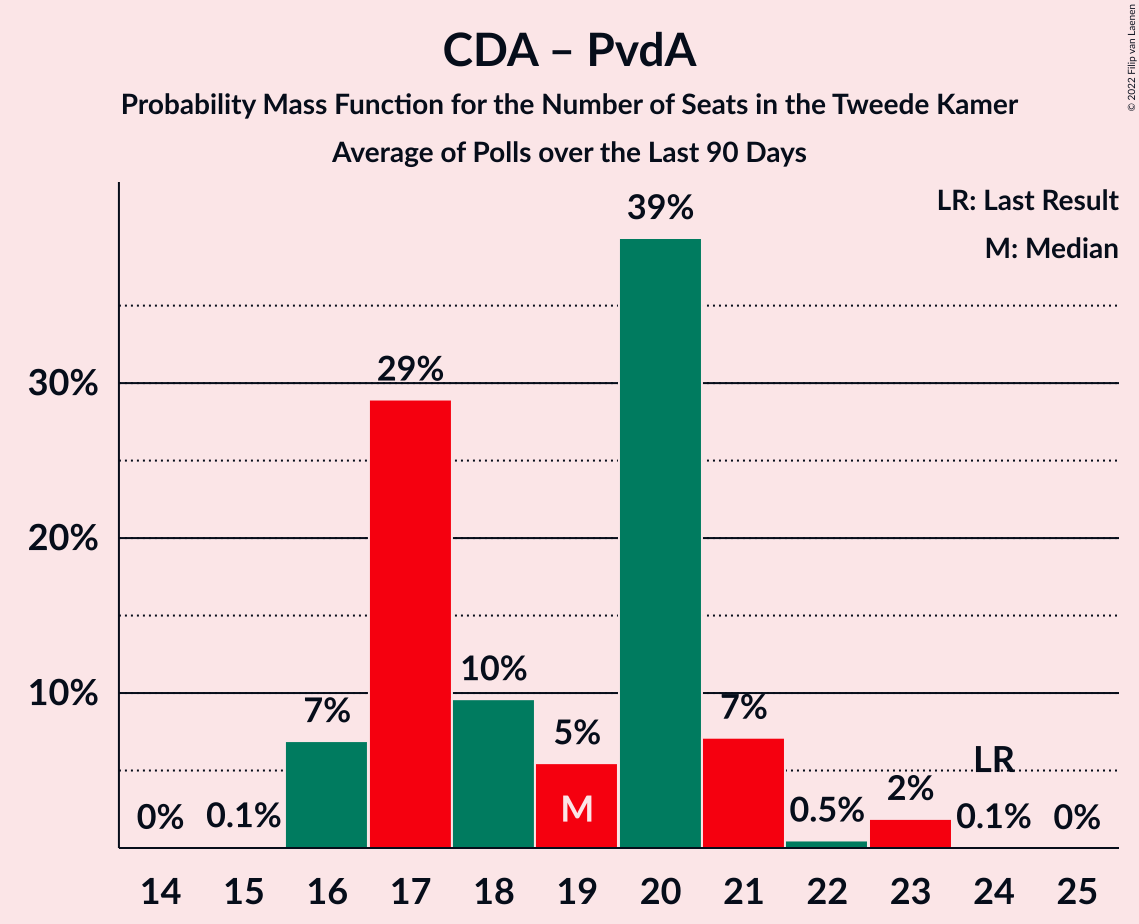 CDA – PvdA
Probability Mass Function for the Number of Seats in the Tweede Kamer
Average of Polls over the Last 90 Days
© 2022 Filip van Laenen
LR: Last Result
M: Median
39%
29%
30%
20%
10%
10%
7%
7%
5%
LR
2%
0%
0.1%
M
0.5%
0.1%
0%
14 15 16 17 18 19 20 21 22 23 24 25